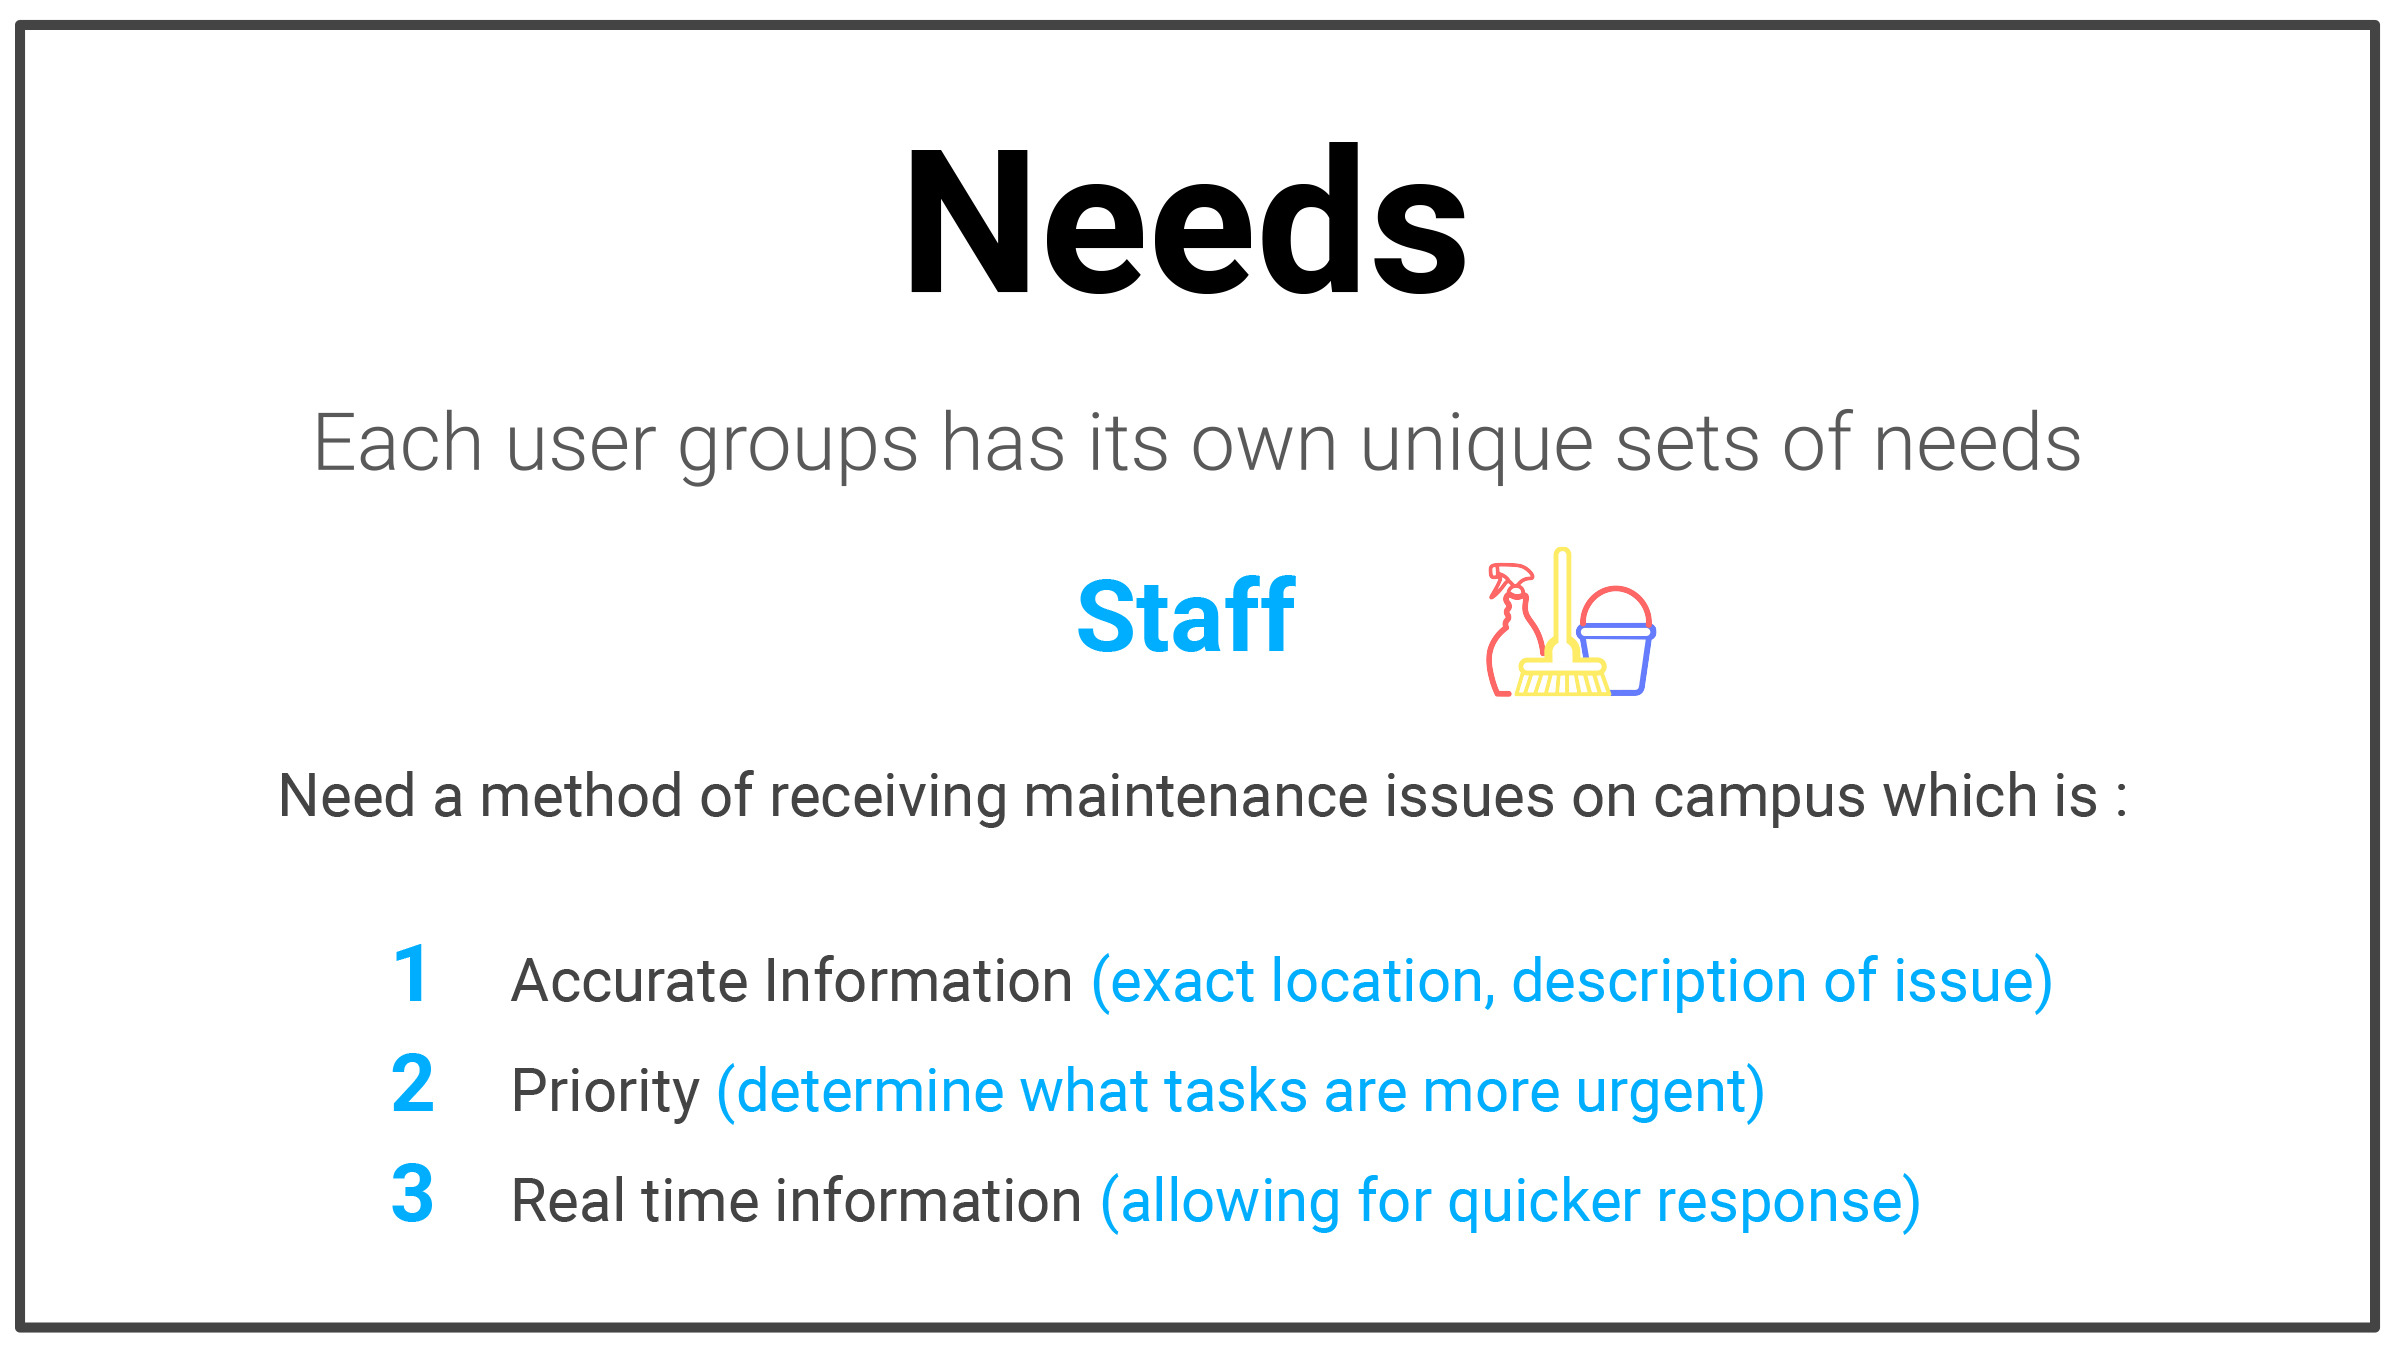 Needs
Each user groups has its own unique sets of needs
Staff
Need a method of receiving maintenance issues on campus which is :
1 Accurate Information (exact location, description of issue)
2 Priority (determine what tasks are more urgent)
3 Real time information (allowing for quicker response)